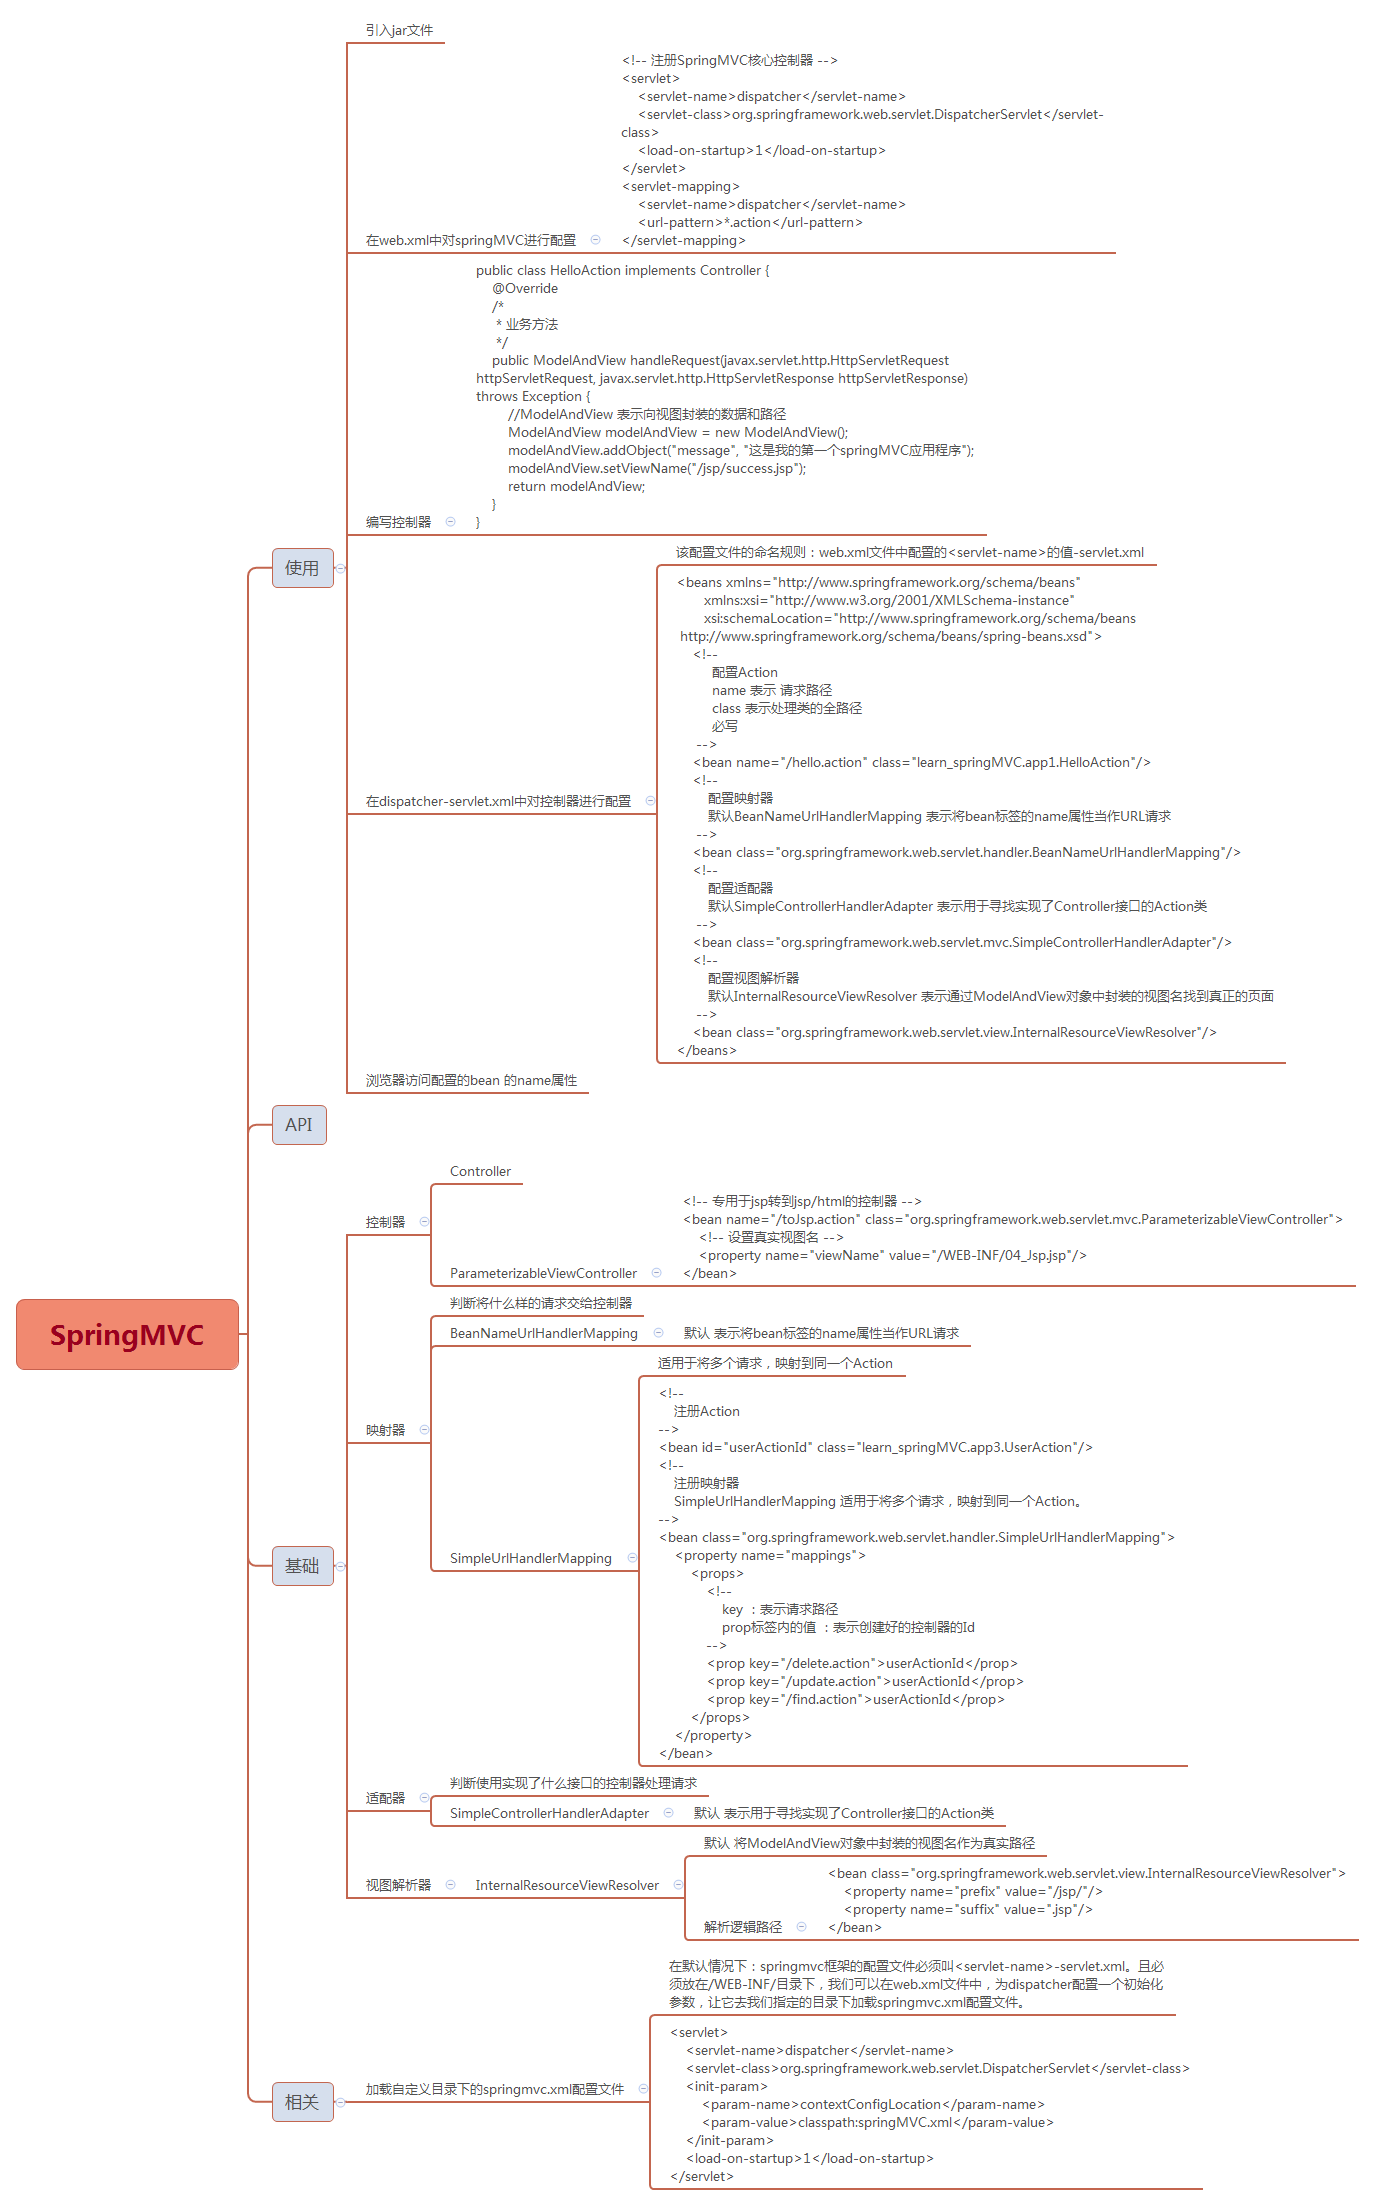 SpringMVC
使用
引入jar文件
在web.xml中对springMVC进行配置
<!-- 注册SpringMVC核心控制器 -->
<servlet>
<servlet-name>dispatcher</servlet-name>
<servlet-class>org.springframework.web.servlet.DispatcherServlet</servlet-
class>
<load-on-startup>1</load-on-startup>
</servlet>
<servlet-mapping>
<servlet-name>dispatcher</servlet-name>
<url-pattern>*.action</url-pattern>
</servlet-mapping>
编写控制器
public class HelloAction implements Controller {
@Override
/*
* 业务方法
*/
public ModelAndView handleRequest(javax.servlet.http.HttpServletRequest
httpServletRequest, javax.servlet.http.HttpServletResponse httpServletResponse)
throws Exception {
//ModelAndView 表示向视图封装的数据和路径
ModelAndView modelAndView = new ModelAndView();
modelAndView.addObject("message", "这是我的第一个springMVC应用程序");
modelAndView.setViewName("/jsp/success.jsp");
return modelAndView;
}
}
在dispatcher-servlet.xml中对控制器进行配置
该配置文件的命名规则：web.xml文件中配置的<servlet-name>的值-servlet.xml
<beans xmlns="http://www.springframework.org/schema/beans"
xmlns:xsi="http://www.w3.org/2001/XMLSchema-instance"
xsi:schemaLocation="http://www.springframework.org/schema/beans
http://www.springframework.org/schema/beans/spring-beans.xsd">
<!--
配置Action
name 表示 请求路径
class 表示处理类的全路径
必写
-->
<bean name="/hello.action" class="learn_springMVC.app1.HelloAction"/>
<!--
配置映射器
默认BeanNameUrlHandlerMapping 表示将bean标签的name属性当作URL请求
-->
<bean class="org.springframework.web.servlet.handler.BeanNameUrlHandlerMapping"/>
<!--
配置适配器
默认SimpleControllerHandlerAdapter 表示用于寻找实现了Controller接口的Action类
-->
<bean class="org.springframework.web.servlet.mvc.SimpleControllerHandlerAdapter"/>
<!--
配置视图解析器
默认InternalResourceViewResolver 表示通过ModelAndView对象中封装的视图名找到真正的页面
-->
<bean class="org.springframework.web.servlet.view.InternalResourceViewResolver"/>
</beans>
浏览器访问配置的bean 的name属性
API
基础
控制器
Controller
ParameterizableViewController
<!-- 专用于jsp转到jsp/html的控制器 -->
<bean name="/toJsp.action" class="org.springframework.web.servlet.mvc.ParameterizableViewController">
<!-- 设置真实视图名 -->
<property name="viewName" value="/WEB-INF/04_Jsp.jsp"/>
</bean>
映射器
判断将什么样的请求交给控制器
BeanNameUrlHandlerMapping
默认 表示将bean标签的name属性当作URL请求
SimpleUrlHandlerMapping
适用于将多个请求，映射到同一个Action
<!--
注册Action
-->
<bean id="userActionId" class="learn_springMVC.app3.UserAction"/>
<!--
注册映射器
SimpleUrlHandlerMapping 适用于将多个请求，映射到同一个Action。
-->
<bean class="org.springframework.web.servlet.handler.SimpleUrlHandlerMapping">
<property name="mappings">
<props>
<!--
key ：表示请求路径
prop标签内的值 ：表示创建好的控制器的Id
-->
<prop key="/delete.action">userActionId</prop>
<prop key="/update.action">userActionId</prop>
<prop key="/find.action">userActionId</prop>
</props>
</property>
</bean>
适配器
判断使用实现了什么接口的控制器处理请求
SimpleControllerHandlerAdapter
默认 表示用于寻找实现了Controller接口的Action类
视图解析器
InternalResourceViewResolver
默认 将ModelAndView对象中封装的视图名作为真实路径
解析逻辑路径
<bean class="org.springframework.web.servlet.view.InternalResourceViewResolver">
<property name="prefix" value="/jsp/"/>
<property name="suffix" value=".jsp"/>
</bean>
相关
加载自定义目录下的springmvc.xml配置文件
在默认情况下：springmvc框架的配置文件必须叫<servlet-name>-servlet.xml。且必
须放在/WEB-INF/目录下，我们可以在web.xml文件中，为dispatcher配置一个初始化
参数，让它去我们指定的目录下加载springmvc.xml配置文件。
<servlet>
<servlet-name>dispatcher</servlet-name>
<servlet-class>org.springframework.web.servlet.DispatcherServlet</servlet-class>
<init-param>
<param-name>contextConfigLocation</param-name>
<param-value>classpath:springMVC.xml</param-value>
</init-param>
<load-on-startup>1</load-on-startup>
</servlet>